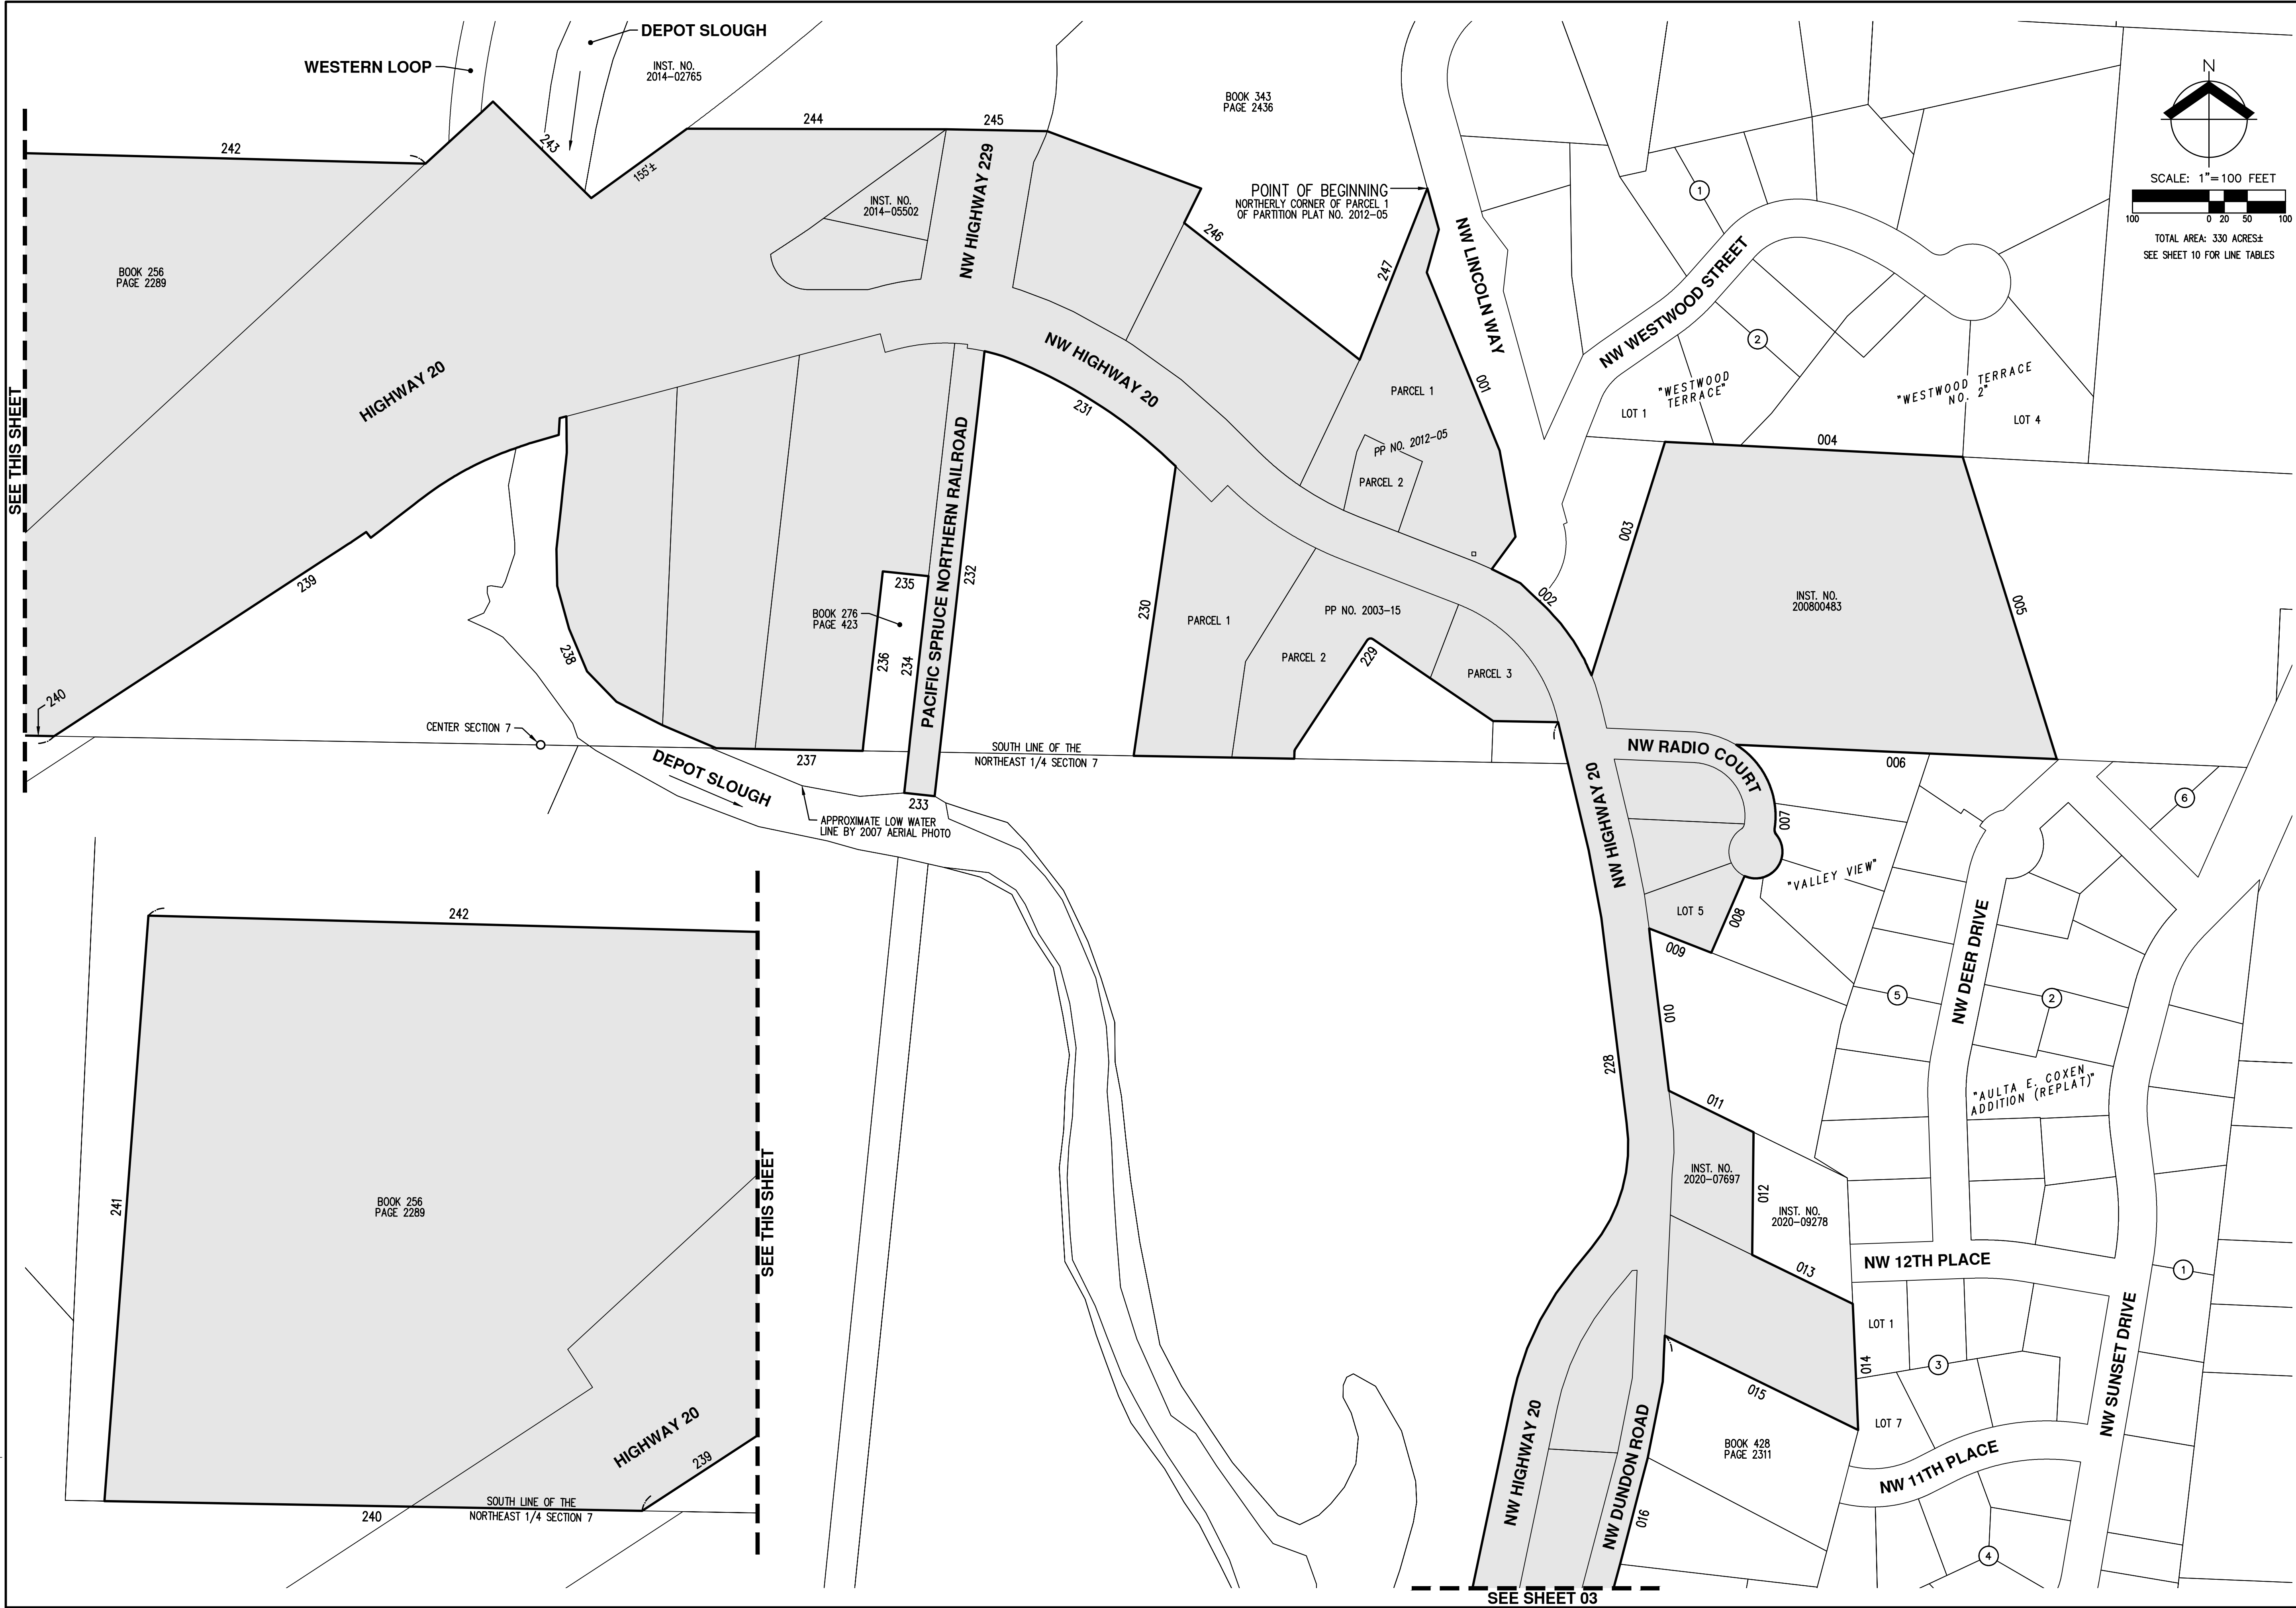 DEPOT SLOUGH
WESTERN LOOP
INST. NO.
2014-02765
BOOK 343
PAGE 2436
N
SCALE: 1"=100 FEET
100 0 20 50 100
TOTAL AREA: 330 ACRES±
SEE SHEET 10 FOR LINE TABLES
242
243
155'±
244
245
NW HIGHWAY 229
INST. NO.
2014-05502
246
POINT OF BEGINNING
NORTHERLY CORNER OF PARCEL 1
OF PARTITION PLAT NO. 2012-05
247
NW LINCOLN WAY
1
NW WESTWOOD STREET
2
"WESTWOOD
TERRACE"
"WESTWOOD TERRACE
NO. 2"
LOT 1
LOT 4
BOOK 256
PAGE 2289
SEE THIS SHEET
HIGHWAY 20
NW HIGHWAY 20
231
PARCEL 1
001
PP NO. 2012-05
PARCEL 2
004
003
005
INST. NO.
200800483
002
239
240
238
BOOK 276
PAGE 423
235
236
234
PACIFIC SPRUCE NORTHERN RAILROAD
232
230
PARCEL 1
PP NO. 2003-15
PARCEL 2
229
PARCEL 3
CENTER SECTION 7
237
SOUTH LINE OF THE
NORTHEAST 1/4 SECTION 7
DEPOT SLOUGH
233
APPROXIMATE LOW WATER
LINE BY 2007 AERIAL PHOTO
NW RADIO COURT
006
007
NW HIGHWAY 20
"VALLEY VIEW"
LOT 5
008
009
6
5
NW DEER DRIVE
2
010
228
"AULTA E. COXEN
ADDITION (REPLAT)"
011
INST. NO.
2020-07697
012
INST. NO.
2020-09278
013
NW 12TH PLACE
1
LOT 1
3
014
015
LOT 7
NW SUNSET DRIVE
BOOK 428
PAGE 2311
NW 11TH PLACE
4
NW HIGHWAY 20
NW DUNDON ROAD
016
SEE SHEET 03
242
241
BOOK 256
PAGE 2289
SEE THIS SHEET
HIGHWAY 20
239
SOUTH LINE OF THE
NORTHEAST 1/4 SECTION 7
240